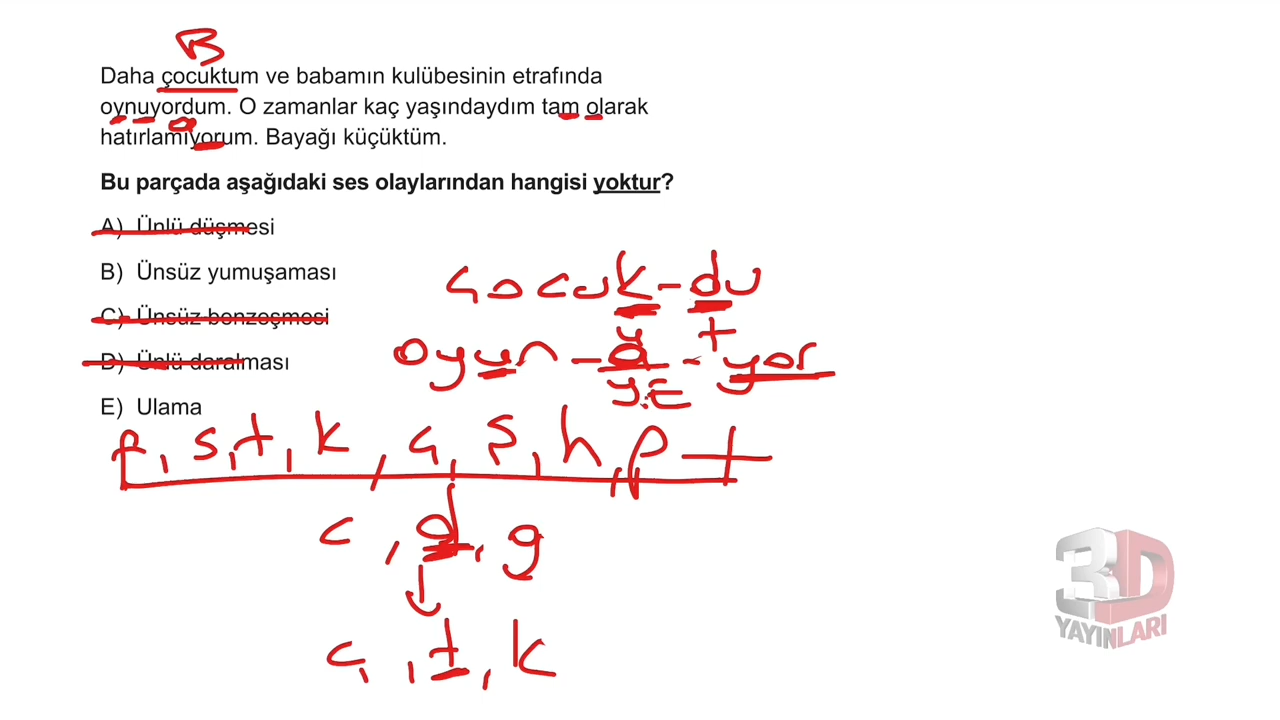 B
Daha çocuktum ve babamın kulübesinin etrafında
oynuyordum. O zamanlar kaç yaşındaydım tam olarak
a
hatırlamıyorum. Bayağı küçüktüm.
Bu parçada aşağıdaki ses olaylarından hangisi yoktur?
A) Ünlü düşmesi
B) Ünsüz yumuşaması
C) Ünsüz benzeşmesi
D) Ünlü daralması
E) Ulama
çocuk-du
t
oyun-a-yor
y.E
f, s, t, k, ç, ş, h, p
c, d, g
ç, t, k
3D
YAYINLARI